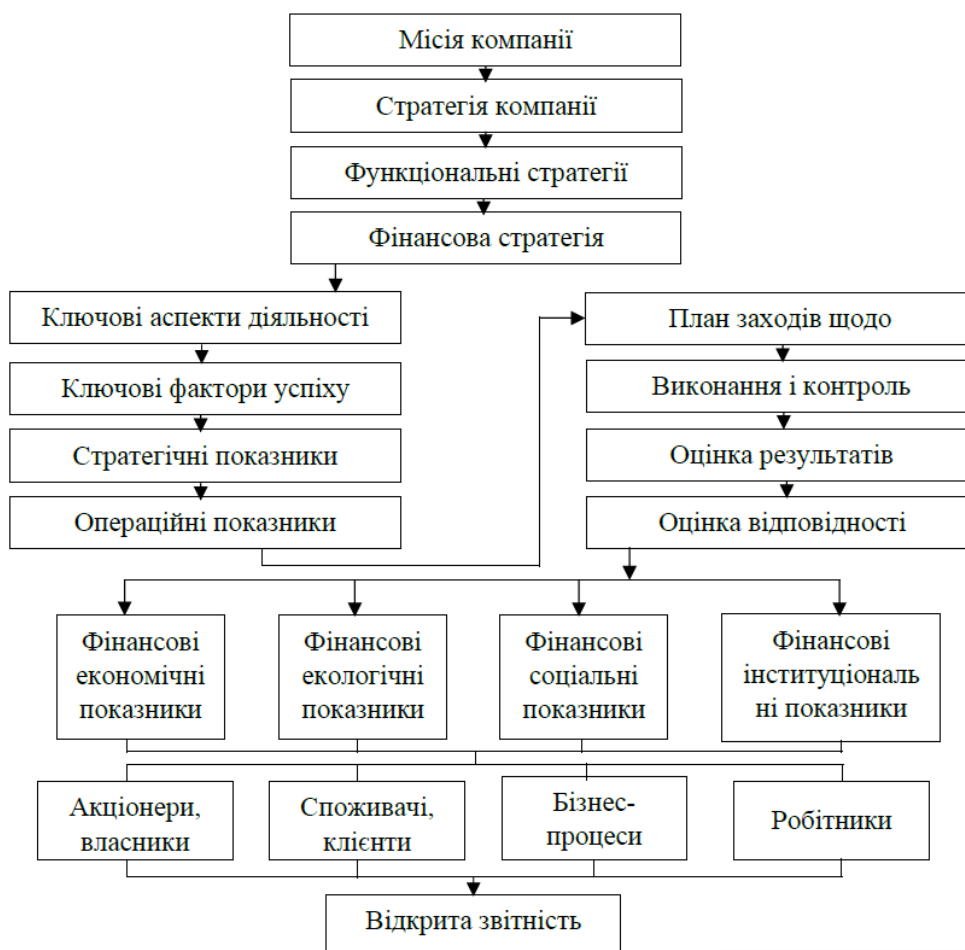 Місія компанії
Стратегія компанії
Функціональні стратегії
Фінансова стратегія
Ключові аспекти діяльності
Ключові фактори успіху
Стратегічні показники
Операційні показники
План заходів щодо
Виконання і контроль
Оцінка результатів
Оцінка відповідності
Фінансові
економічні
показники
Фінансові
екологічні
показники
Фінансові
соціальні
показники
Фінансові
інституціональ
ні показники
Акціонери,
власники
Споживачі,
клієнти
Бізнес-
процеси
Робітники
Відкрита звітність